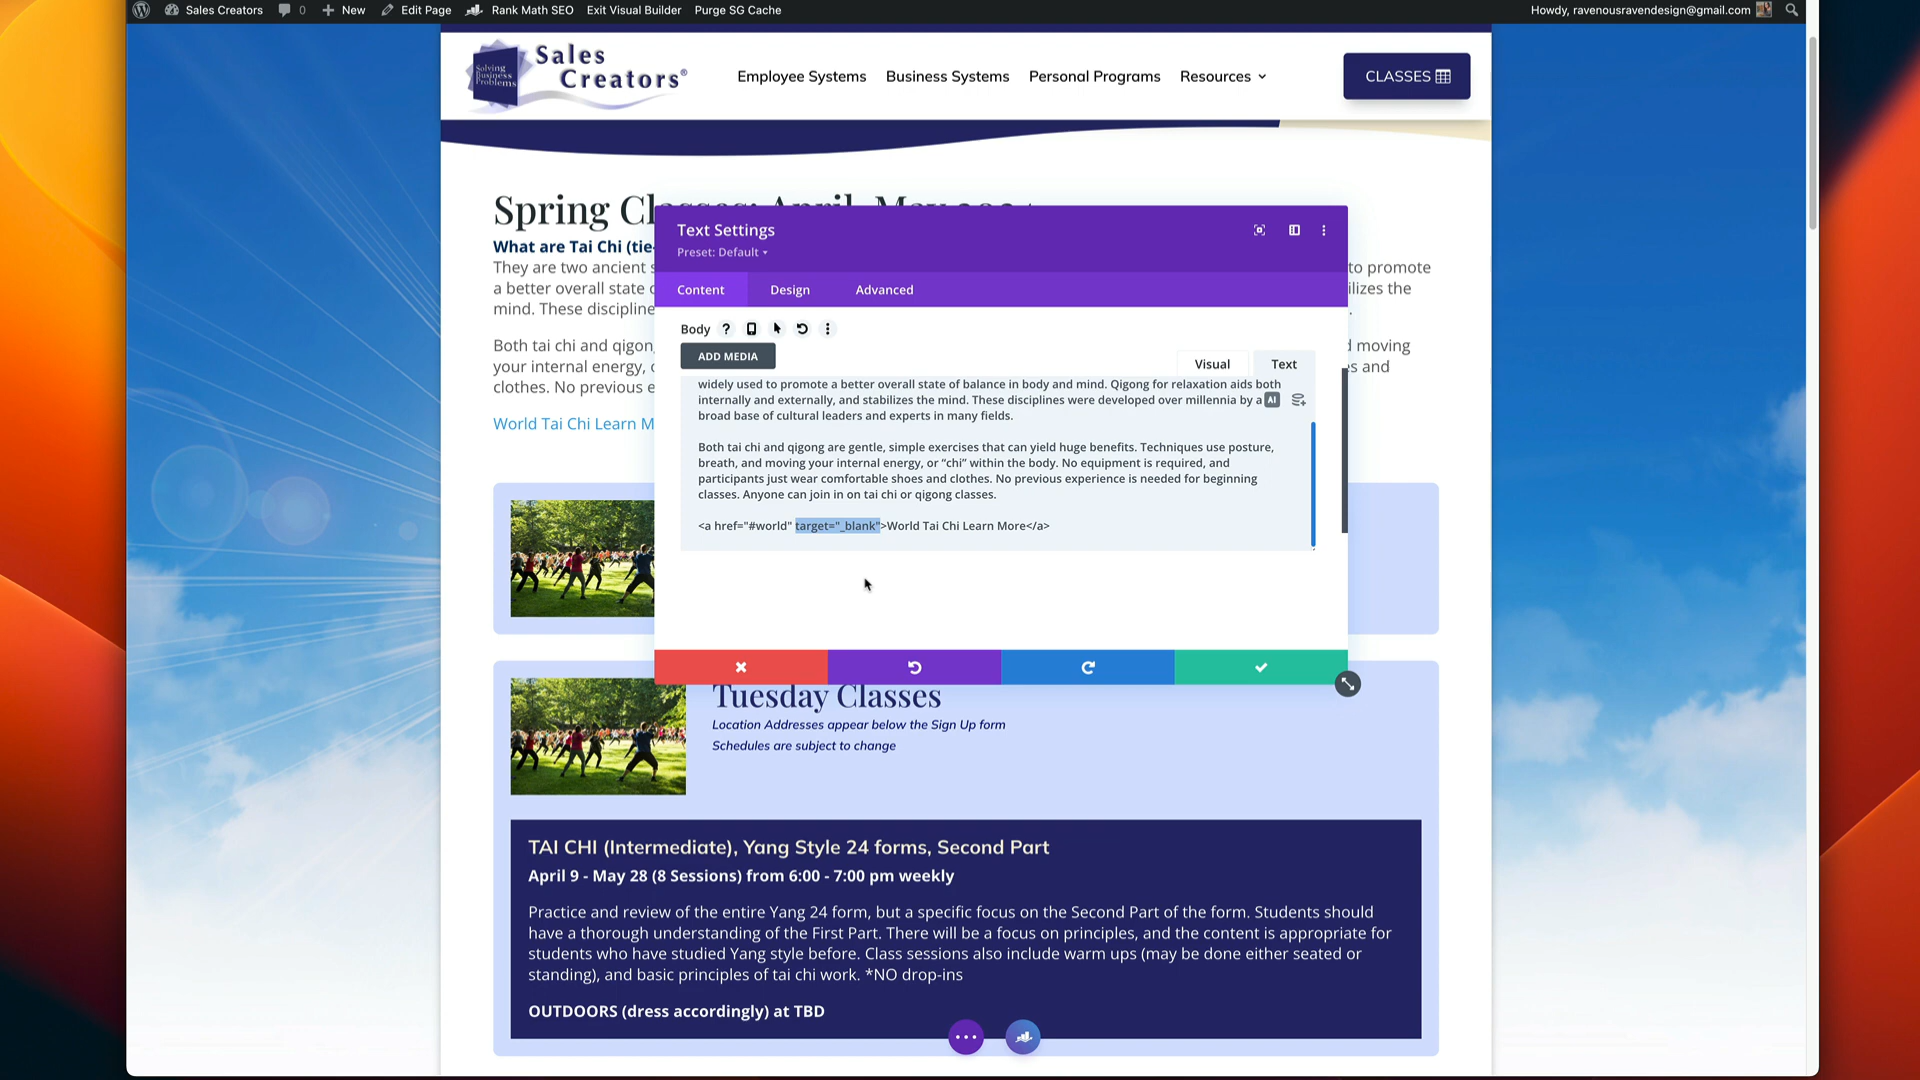 Sales Creators 0 New Edit Page Rank Math SEO Exit Visual Builder Purge SG Cache Howdy, ravenousravendesign@gmail.com
Solving Business Problems
Sales Creators®
Employee Systems Business Systems Personal Programs Resources CLASSES
Spring Classes: April, May
What are Tai Chi (tie-
They are two ancient s
to promote
a better overall state o
ilizes the
mind. These discipline
Both tai chi and qigon
d moving
your internal energy, o
es and
clothes. No previous e
World Tai Chi Learn M
Text Settings
Preset: Default
Content Design Advanced
Body ?
ADD MEDIA
Visual Text
widely used to promote a better overall state of balance in body and mind. Qigong for relaxation aids both
internally and externally, and stabilizes the mind. These disciplines were developed over millennia by a AI
broad base of cultural leaders and experts in many fields.
Both tai chi and qigong are gentle, simple exercises that can yield huge benefits. Techniques use posture,
breath, and moving your internal energy, or “chi” within the body. No equipment is required, and
participants just wear comfortable shoes and clothes. No previous experience is needed for beginning
classes. Anyone can join in on tai chi or qigong classes.
<a href="#world" target="_blank">World Tai Chi Learn More</a>
Tuesday Classes
Location Addresses appear below the Sign Up form
Schedules are subject to change
TAI CHI (Intermediate), Yang Style 24 forms, Second Part
April 9 - May 28 (8 Sessions) from 6:00 - 7:00 pm weekly
Practice and review of the entire Yang 24 form, but a specific focus on the Second Part of the form. Students should
have a thorough understanding of the First Part. There will be a focus on principles, and the content is appropriate for
students who have studied Yang style before. Class sessions also include warm ups (may be done either seated or
standing), and basic principles of tai chi work. *NO drop-ins
OUTDOORS (dress accordingly) at TBD